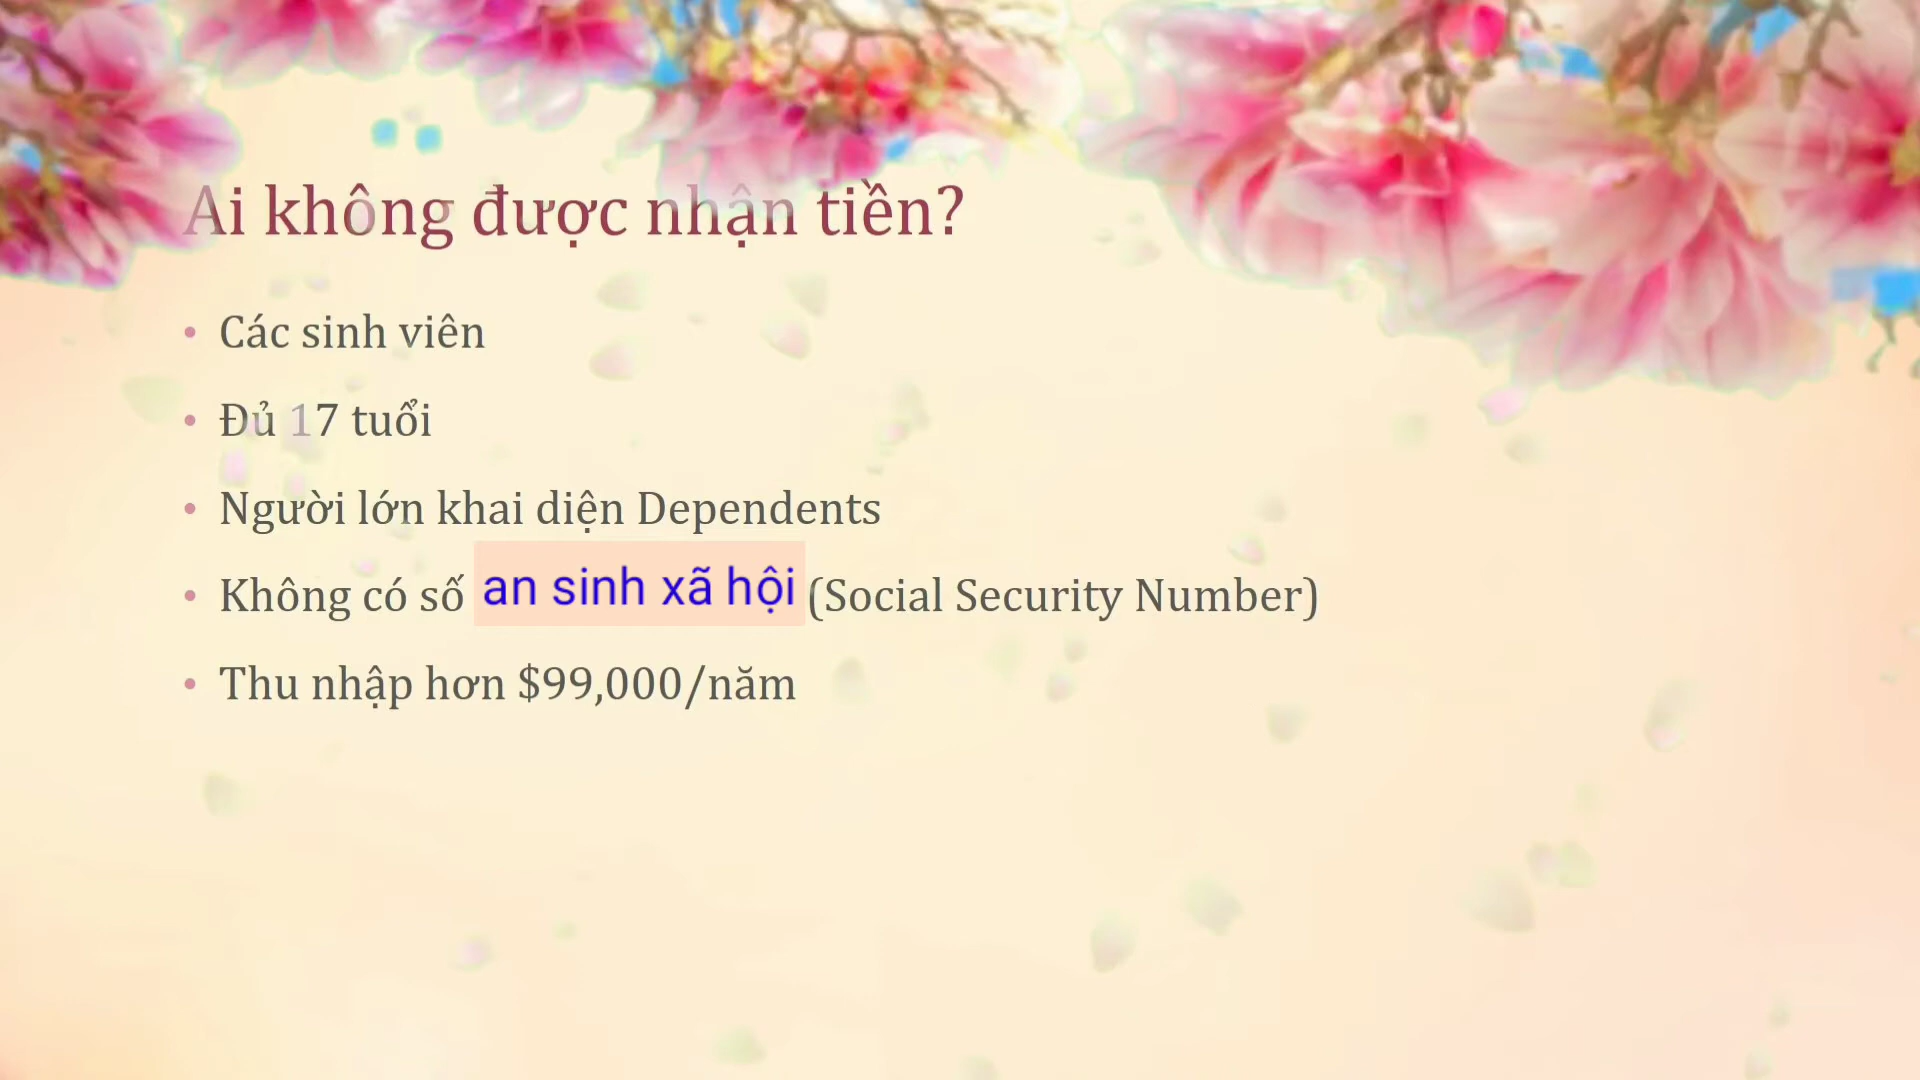 Ai không được nhận tiền?
• Các sinh viên
• Đủ 17 tuổi
• Người lớn khai diện Dependents
• Không có số an sinh xã hội (Social Security Number)
• Thu nhập hơn $99,000/năm